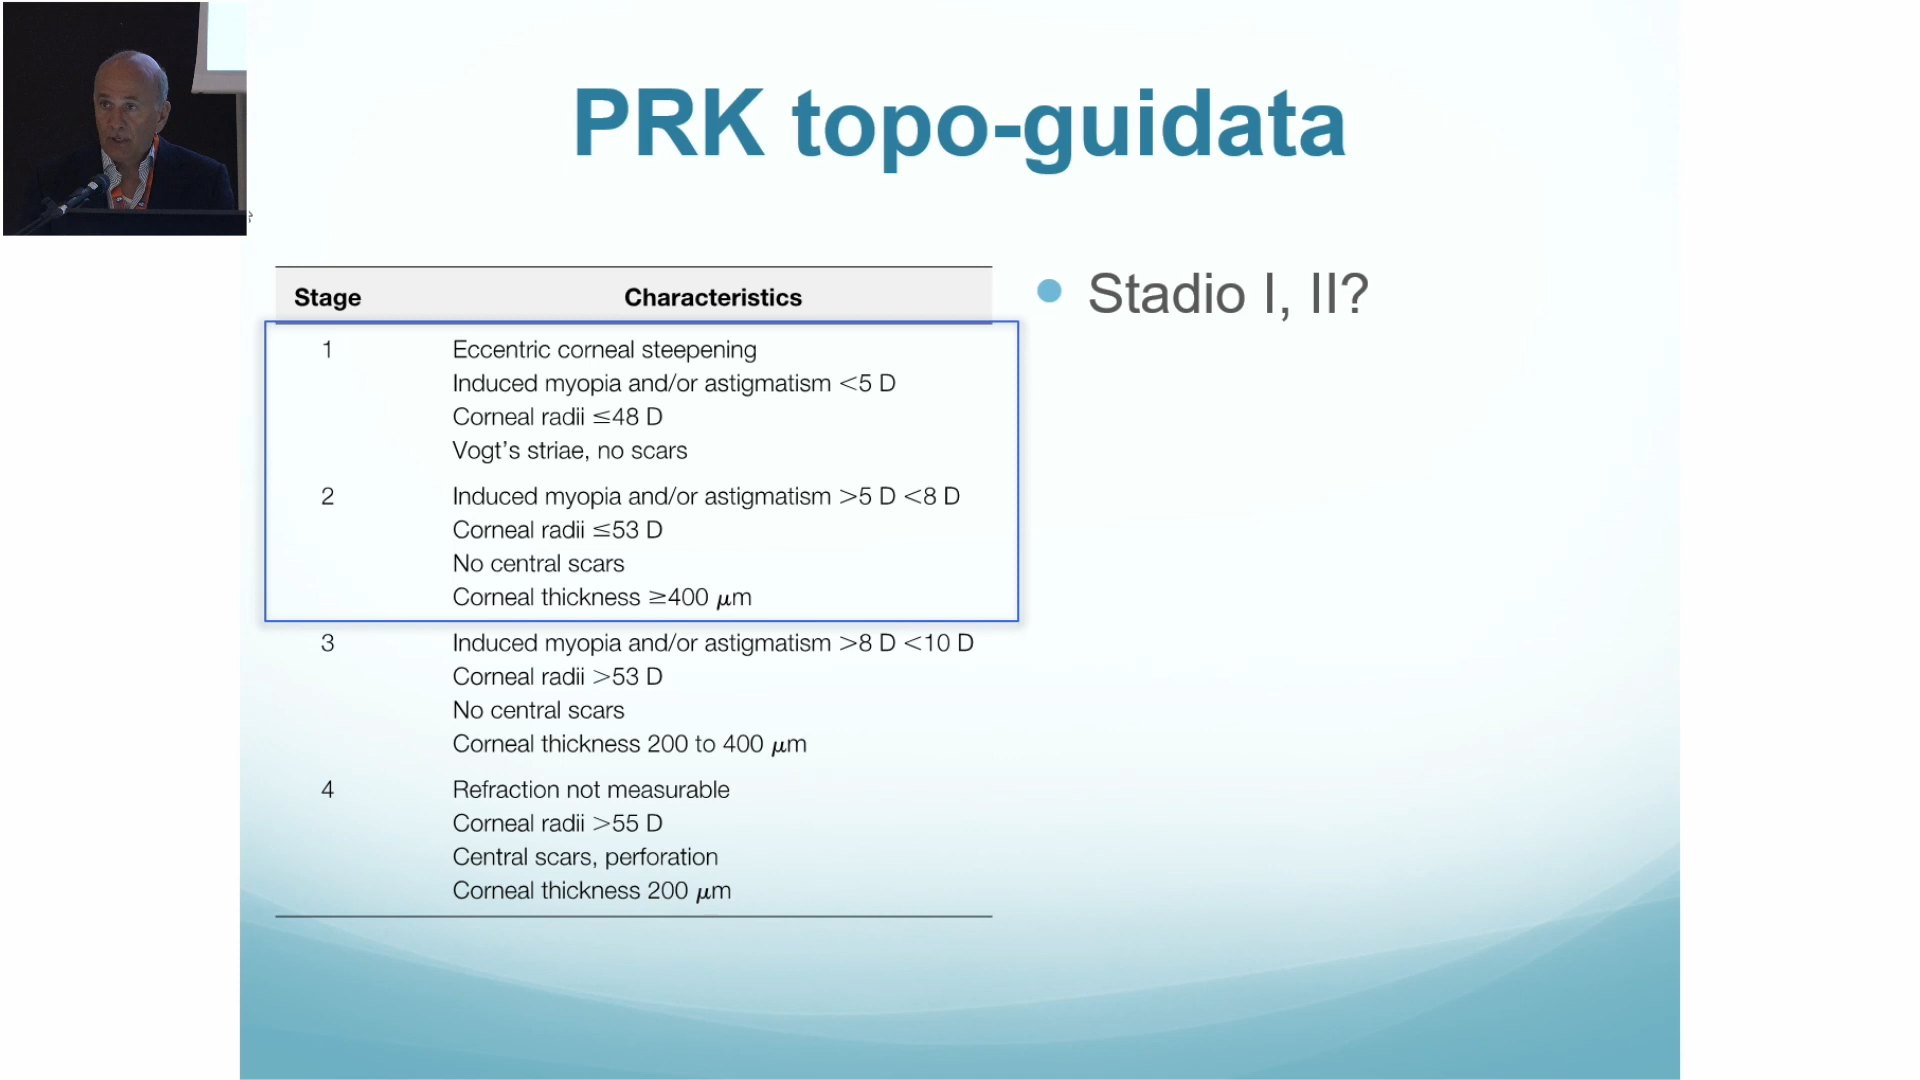 PRK topo-guidata
Stage Characteristics
1 Eccentric corneal steepening
Induced myopia and/or astigmatism <5 D
Corneal radii ≤48 D
Vogt's striae, no scars
2 Induced myopia and/or astigmatism >5 D <8 D
Corneal radii ≤53 D
No central scars
Corneal thickness ≥400 μm
3 Induced myopia and/or astigmatism >8 D <10 D
Corneal radii >53 D
No central scars
Corneal thickness 200 to 400 μm
4 Refraction not measurable
Corneal radii >55 D
Central scars, perforation
Corneal thickness 200 μm
• Stadio I, II?